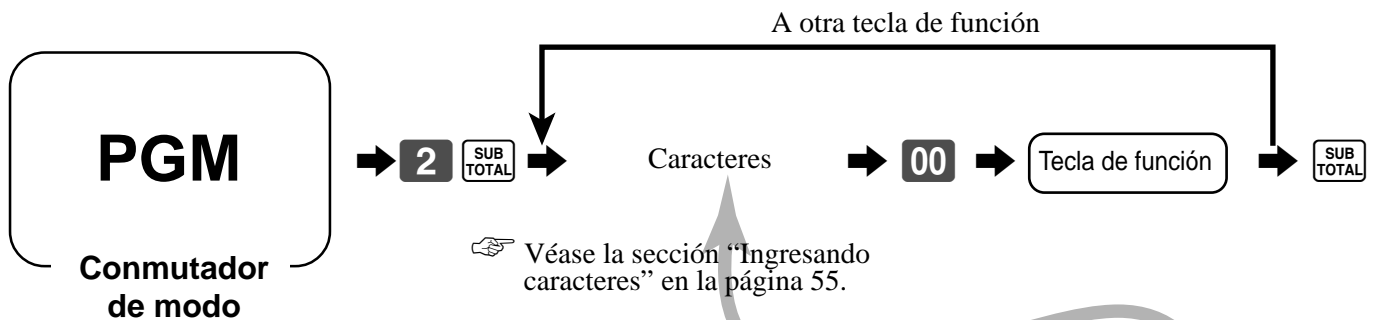 A otra tecla de función
PGM
2 SUB TOTAL Caracteres 00 Tecla de función SUB TOTAL
☞ Véase la sección “Ingresando
caracteres” en la página 55.
Conmutador
de modo